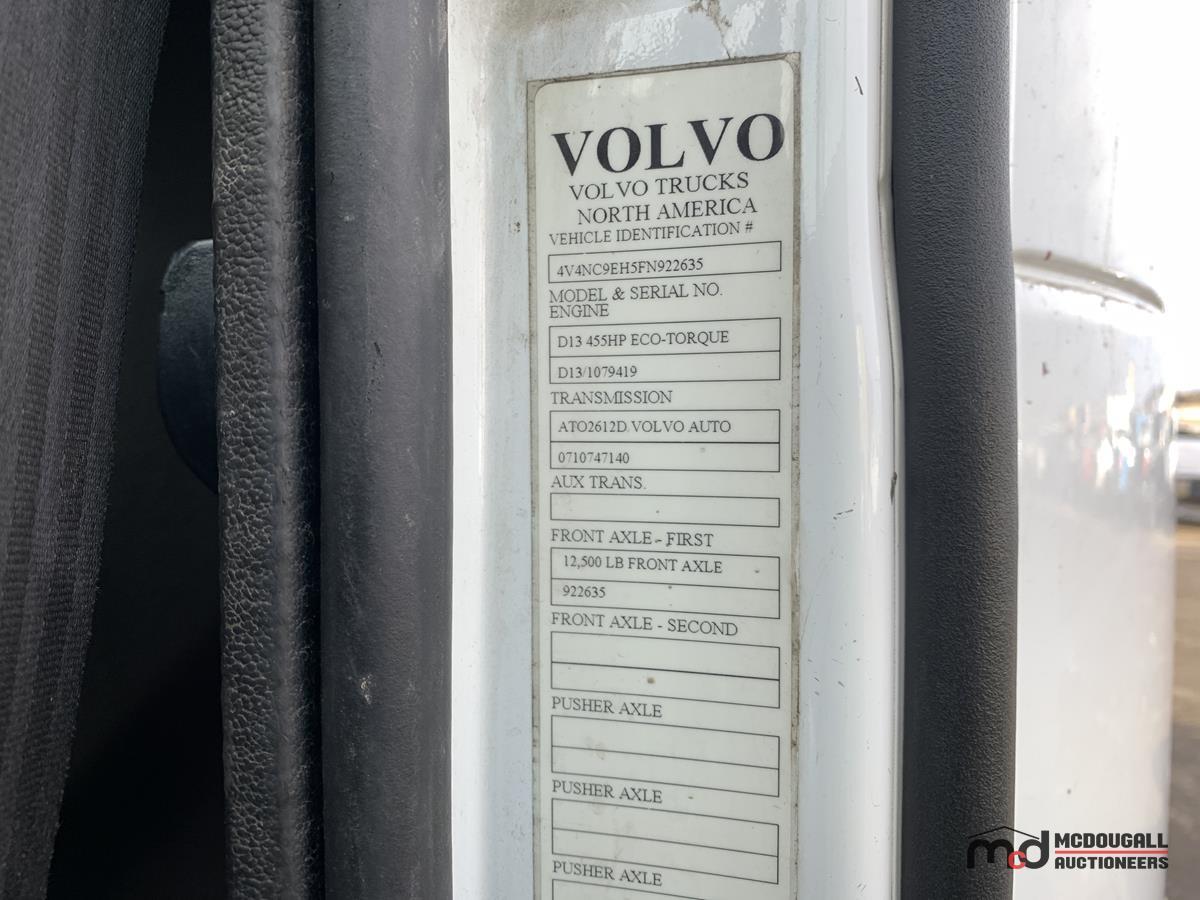 VOLVO
VOLVO TRUCKS
NORTH AMERICA
VEHICLE IDENTIFICATION #
4V4NC9EH5FN922635
MODEL & SERIAL NO.
ENGINE
D13 455HP ECO-TORQUE
D13/1079419
TRANSMISSION
ATO2612D VOLVO AUTO
0710747140
AUX TRANS.
FRONT AXLE - FIRST
12,500 LB FRONT AXLE
922635
FRONT AXLE - SECOND
PUSHER AXLE
PUSHER AXLE
PUSHER AXLE
mcd MCDOUGALL
AUCTIONEERS